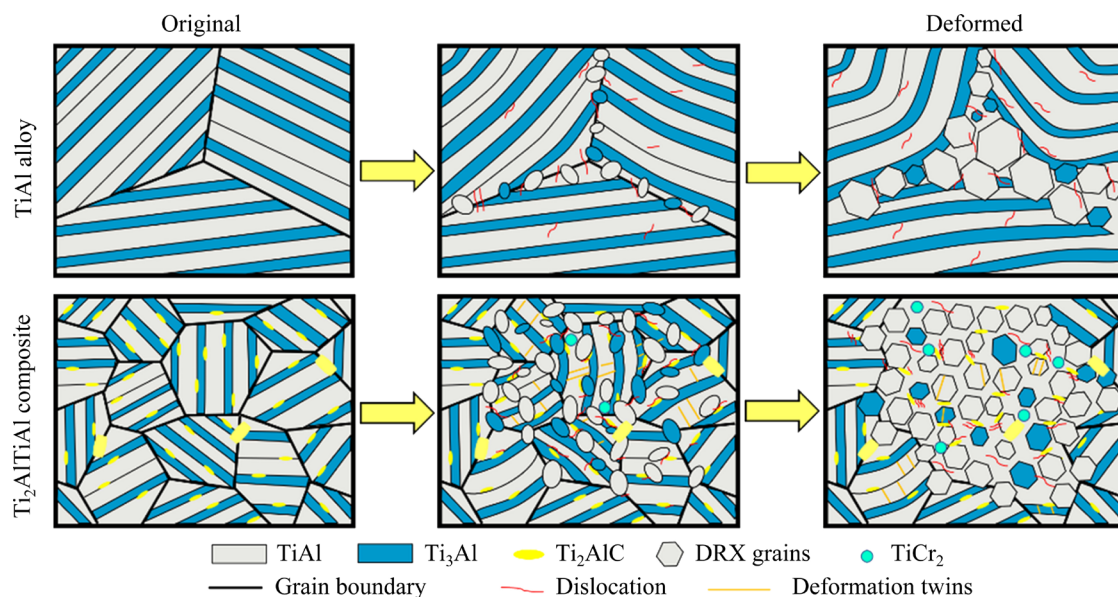 Original
Deformed
TiAl alloy
Ti₂AlTiAl composite
TiAl
Ti₃Al
Ti₂AlC
DRX grains
TiCr₂
Grain boundary
Dislocation
Deformation twins